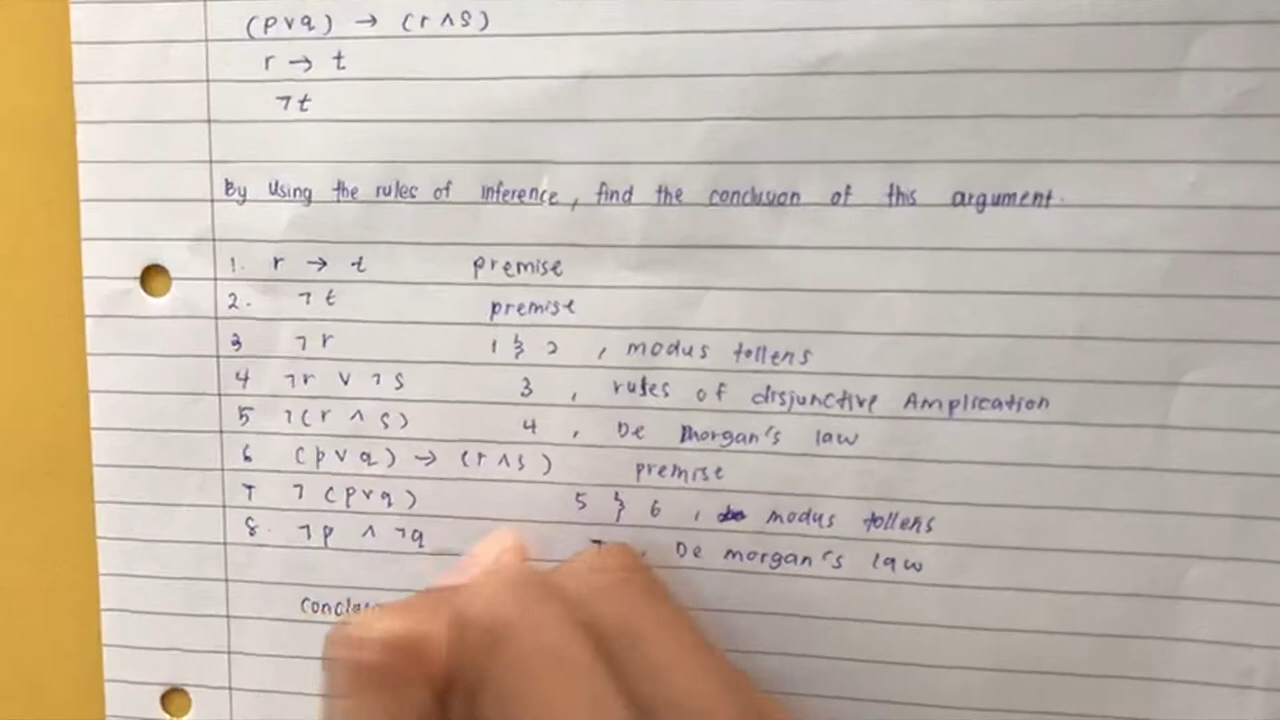 (p∨q) → (r∧s)
r → t
¬t
By using the rules of inference, find the conclusion of this argument.
1. r → t premise
2. ¬t premise
3 ¬r 1 & 2 , modus tollens
4 ¬r ∨ ¬s 3 , rules of disjunctive Amplication
5 ¬(r ∧ s) 4 , De Morgan's law
6 (p∨q) → (r∧s) premise
7 ¬(p∨q) 5 & 6 , modus tollens
8. ¬p ∧ ¬q 7 , De morgan's law